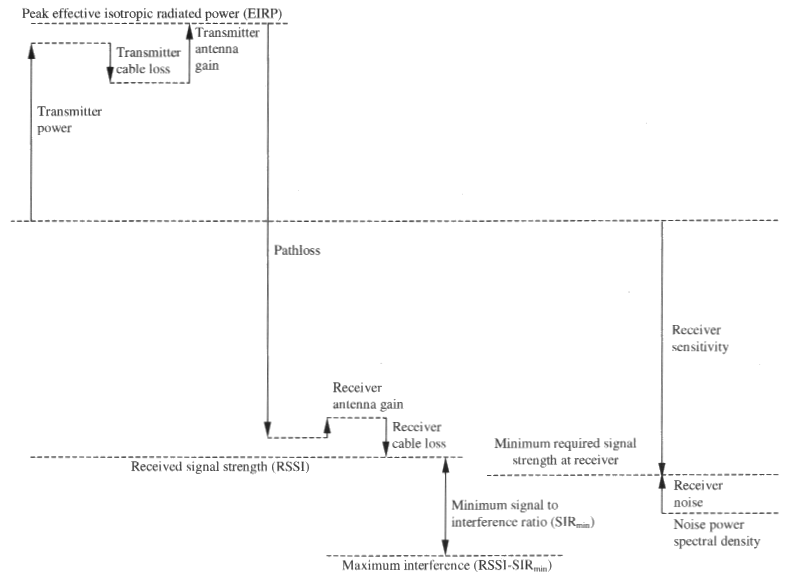 Peak effective isotropic radiated power (EIRP)
Transmitter
antenna
gain
Transmitter
cable loss
Transmitter
power
Pathloss
Receiver
sensitivity
Receiver
antenna gain
Receiver
cable loss
Minimum required signal
strength at receiver
Received signal strength (RSSI)
Receiver
noise
Minimum signal to
interference ratio (SIRmin)
Noise power
spectral density
Maximum interference (RSSI-SIRmin)